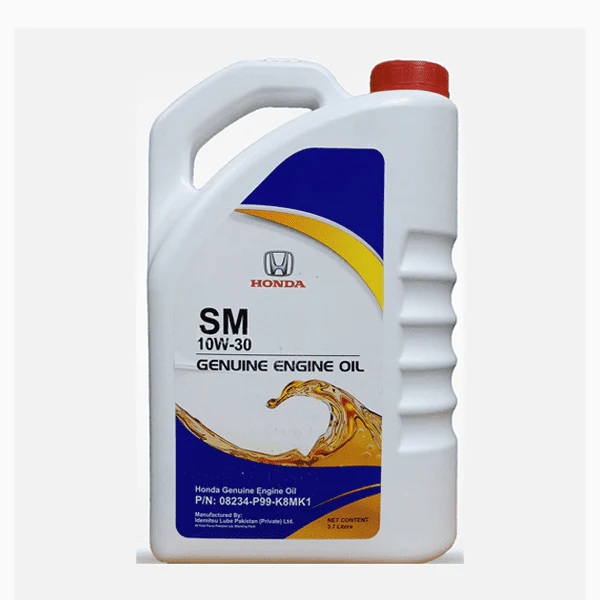 HONDA
SM
10W-30
GENUINE ENGINE OIL
Honda Genuine Engine Oil
P/N: 08234-P99-K8MK1
Manufactured By:
Idemitsu Lube Pakistan (Private) Ltd.
NET CONTENT
3.7 Liters